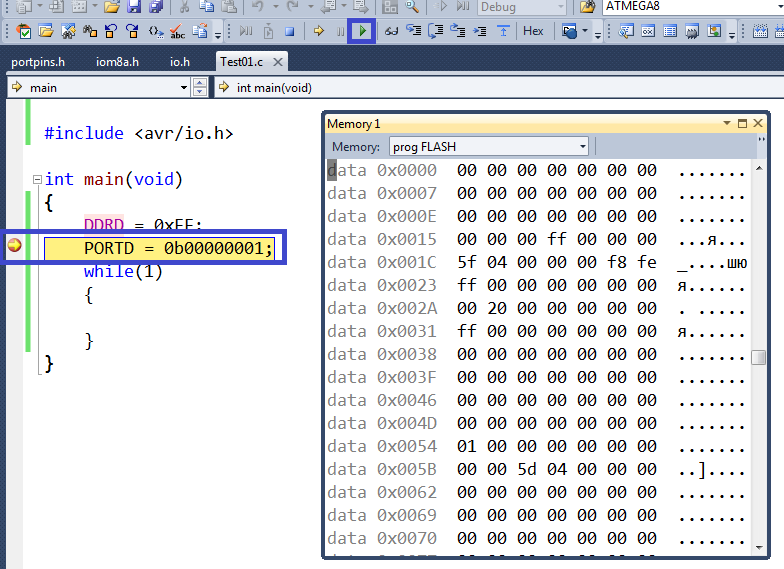 Debug
ATMEGA8
Hex
portpins.h iom8a.h io.h Test01.c
main
int main(void)
#include <avr/io.h>
int main(void)
{
DDRD = 0xFF;
PORTD = 0b00000001;
while(1)
{
}
}
Memory 1
Memory: prog FLASH
data 0x0000 00 00 00 00 00 00 00 .......
data 0x0007 00 00 00 00 00 00 00 .......
data 0x000E 00 00 00 00 00 00 00 .......
data 0x0015 00 00 00 ff 00 00 00 ...я...
data 0x001C 5f 04 00 00 00 f8 fe _....шю
data 0x0023 ff 00 00 00 00 00 00 я......
data 0x002A 00 20 00 00 00 00 00 . .....
data 0x0031 ff 00 00 00 00 00 00 я......
data 0x0038 00 00 00 00 00 00 00 .......
data 0x003F 00 00 00 00 00 00 00 .......
data 0x0046 00 00 00 00 00 00 00 .......
data 0x004D 00 00 00 00 00 00 00 .......
data 0x0054 01 00 00 00 00 00 00 .......
data 0x005B 00 00 5d 04 00 00 00 ..]....
data 0x0062 00 00 00 00 00 00 00 .......
data 0x0069 00 00 00 00 00 00 00 .......
data 0x0070 00 00 00 00 00 00 00 .......